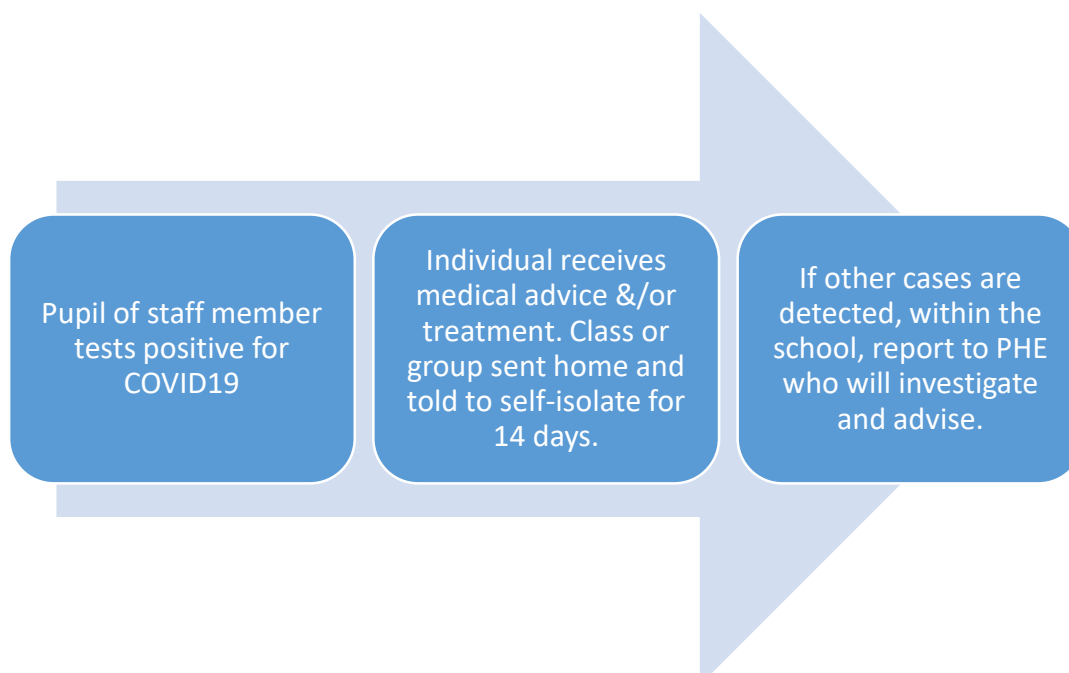 Pupil of staff member
tests positive for
COVID19
Individual receives
medical advice &/or
treatment. Class or
group sent home and
told to self-isolate for
14 days.
If other cases are
detected, within the
school, report to PHE
who will investigate
and advise.